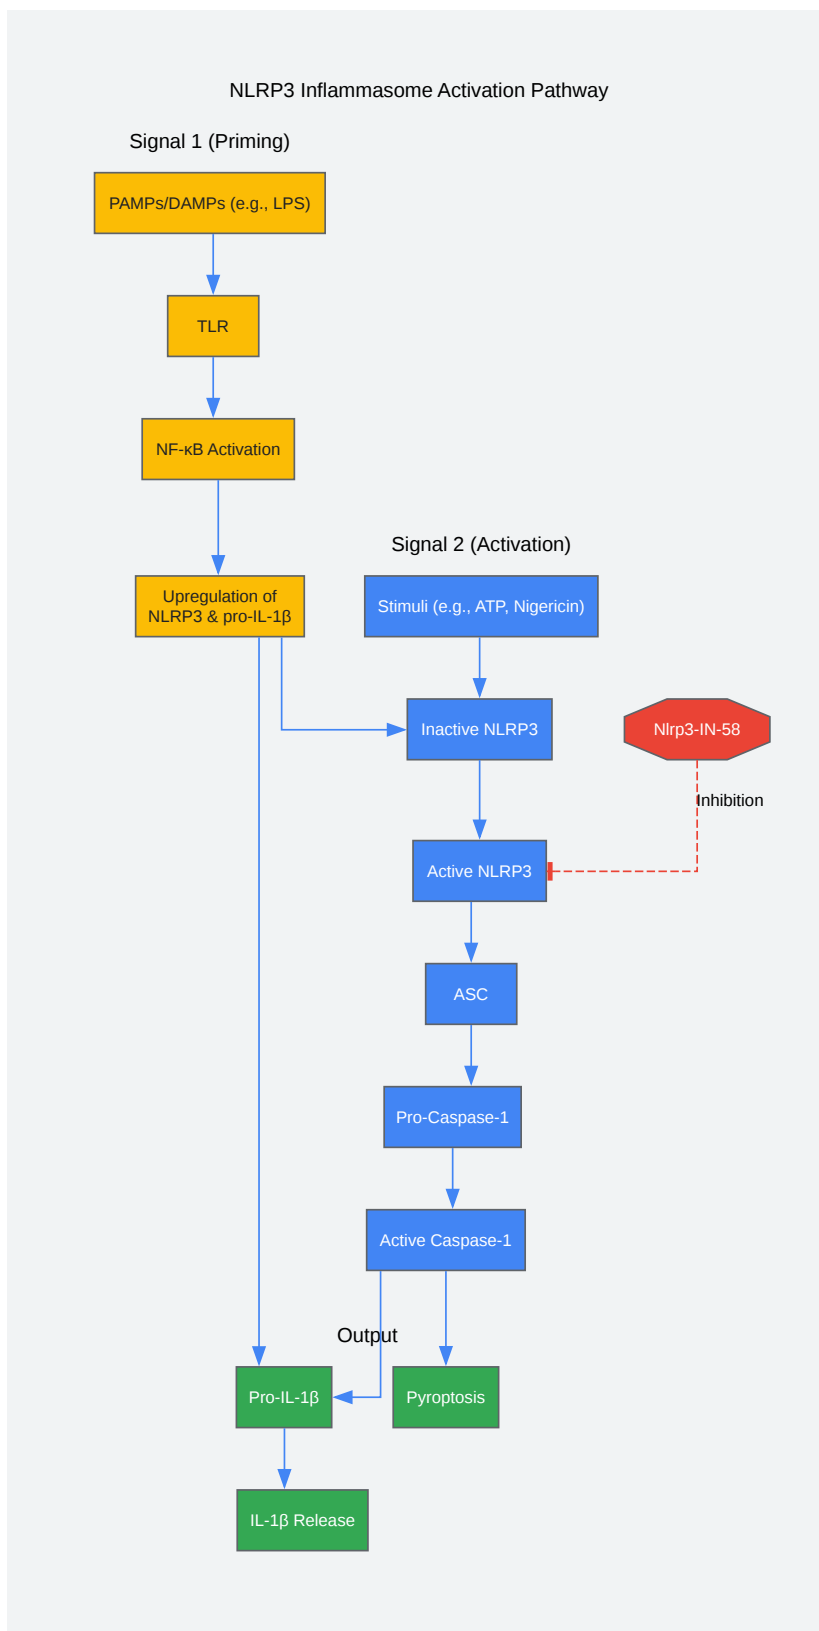 NLRP3 Inflammasome Activation Pathway
Signal 1 (Priming)
PAMPs/DAMPs (e.g., LPS)
TLR
NF-κB Activation
Upregulation of
NLRP3 & pro-IL-1β
Signal 2 (Activation)
Stimuli (e.g., ATP, Nigericin)
Inactive NLRP3
Nlrp3-IN-58
Inhibition
Active NLRP3
ASC
Pro-Caspase-1
Active Caspase-1
Output
Pro-IL-1β
Pyroptosis
IL-1β Release